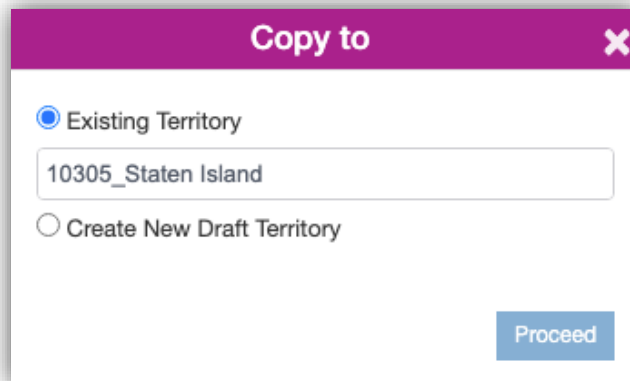 Copy to
Existing Territory
10305_Staten Island
Create New Draft Territory
Proceed